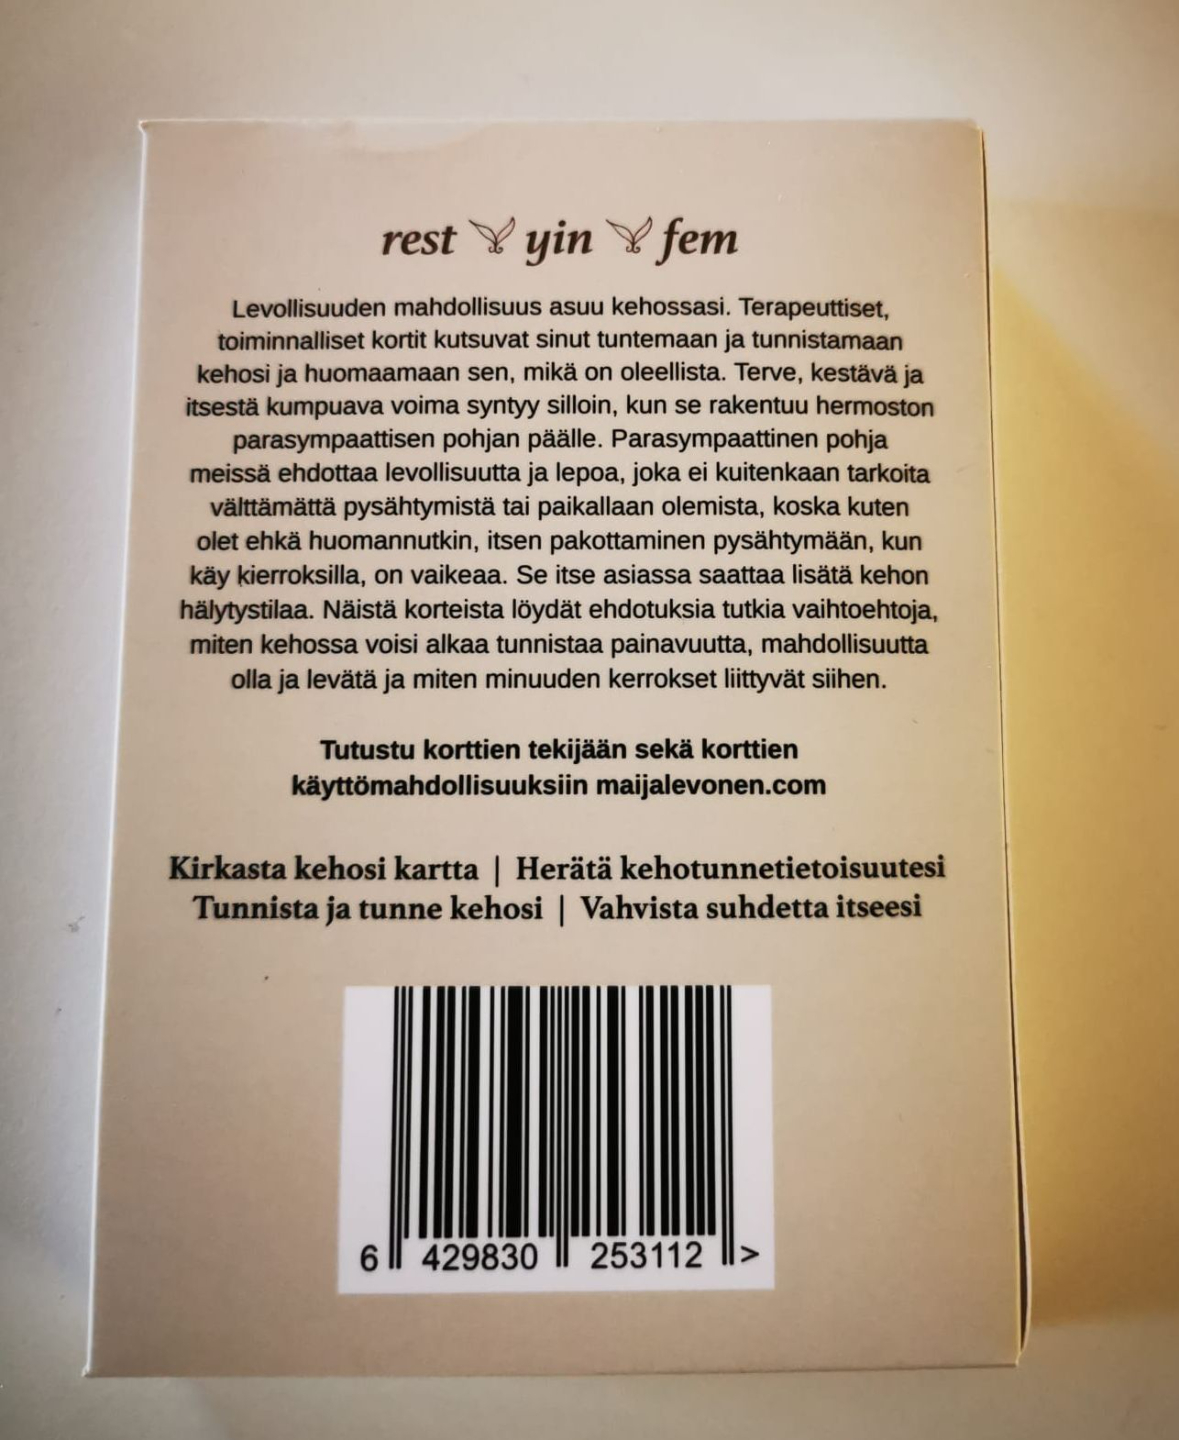 rest yin fem
Levollisuuden mahdollisuus asuu kehossasi. Terapeuttiset,
toiminnalliset kortit kutsuvat sinut tuntemaan ja tunnistamaan
kehosi ja huomaamaan sen, mikä on oleellista. Terve, kestävä ja
itsestä kumpuava voima syntyy silloin, kun se rakentuu hermoston
parasympaattisen pohjan päälle. Parasympaattinen pohja
meissä ehdottaa levollisuutta ja lepoa, joka ei kuitenkaan tarkoita
välttämättä pysähtymistä tai paikallaan olemista, koska kuten
olet ehkä huomannutkin, itsen pakottaminen pysähtymään, kun
käy kierroksilla, on vaikeaa. Se itse asiassa saattaa lisätä kehon
hälytystilaa. Näistä korteista löydät ehdotuksia tutkia vaihtoehtoja,
miten kehossa voisi alkaa tunnistaa painavuutta, mahdollisuutta
olla ja levätä ja miten minuuden kerrokset liittyvät siihen.
Tutustu korttien tekijään sekä korttien
käyttömahdollisuuksiin maijalevonen.com
Kirkasta kehosi kartta | Herätä kehotunnetietoisuutesi
Tunnista ja tunne kehosi | Vahvista suhdetta itseesi
6 429830 253112 >